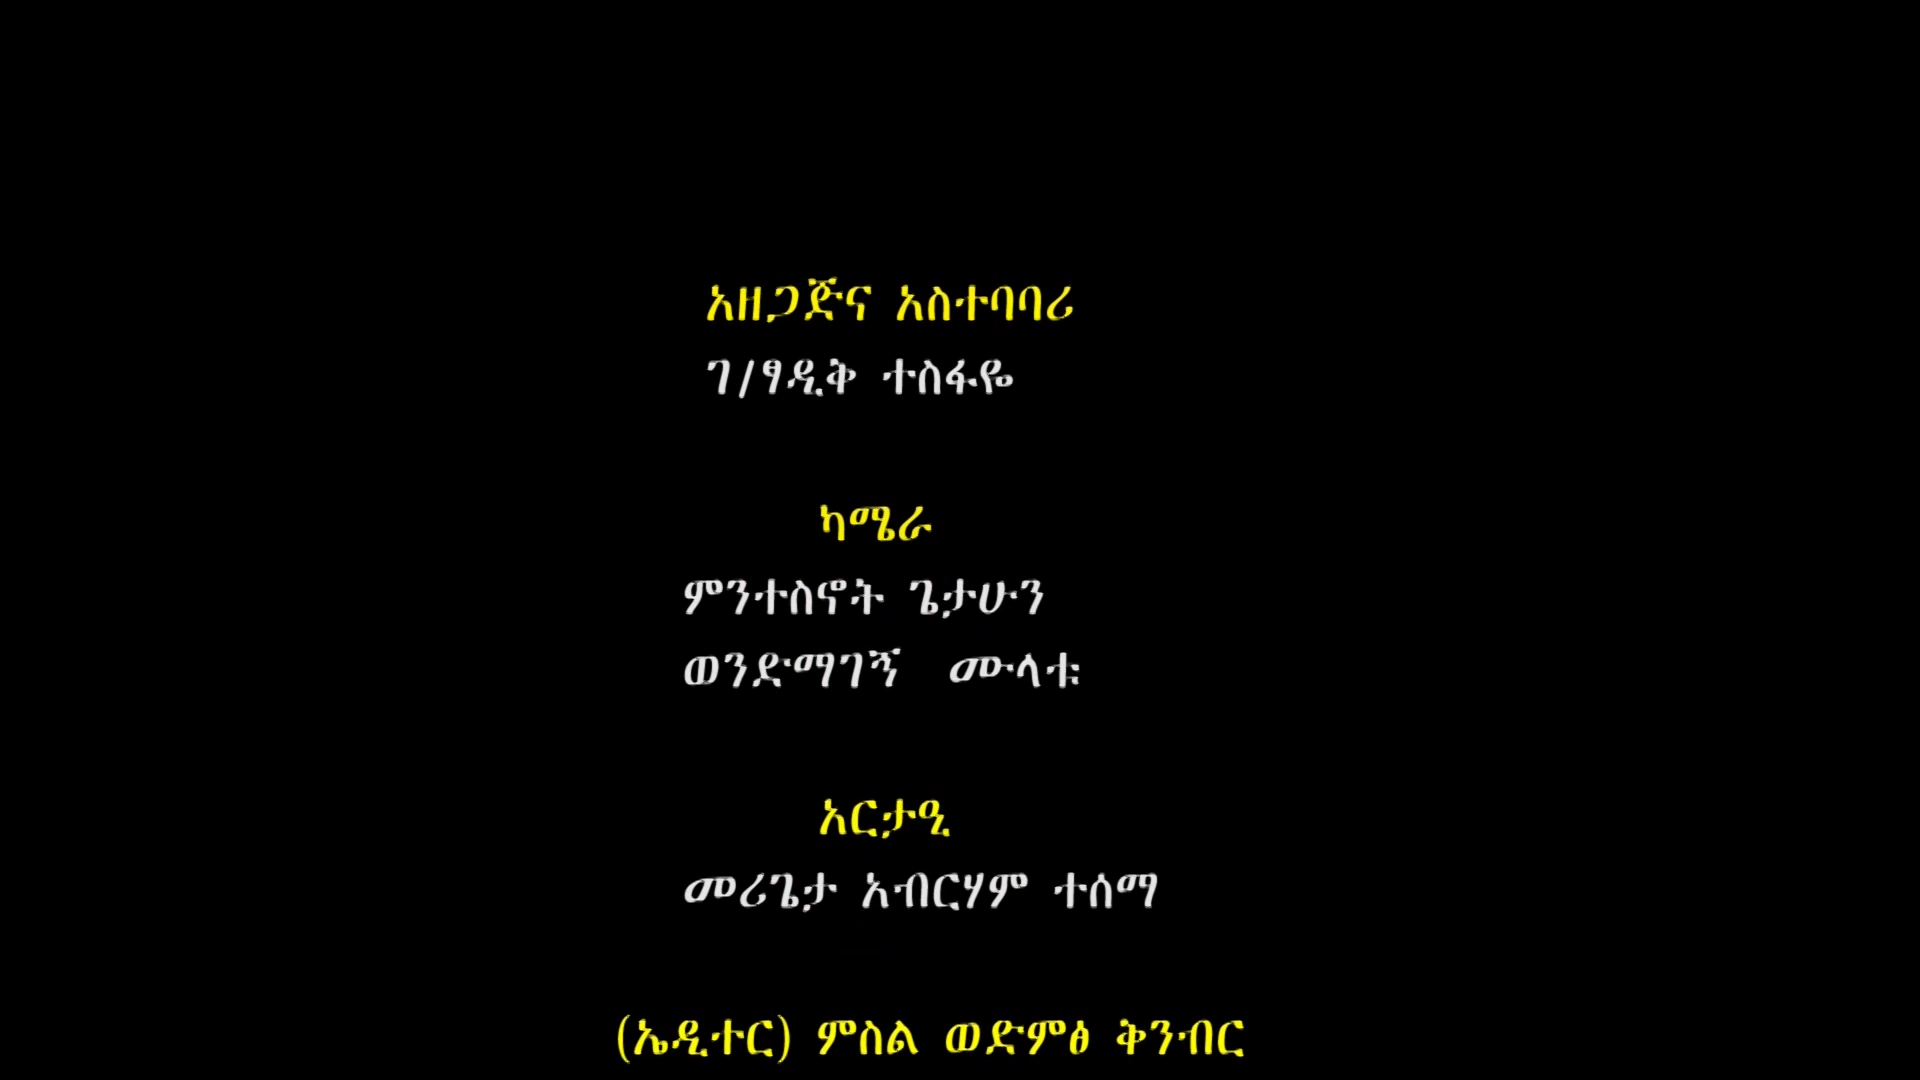 አዘጋጅና አስተባባሪ
ገ/ፃዲቅ ተስፋዬ
ካሜራ
ምንተስኖት ጌታሁን
ወንድማገኝ ሙላቱ
አርታዒ
መሪጌታ አብርሃም ተሰማ
(ኤዲተር) ምስል ወድምፅ ቅንብር